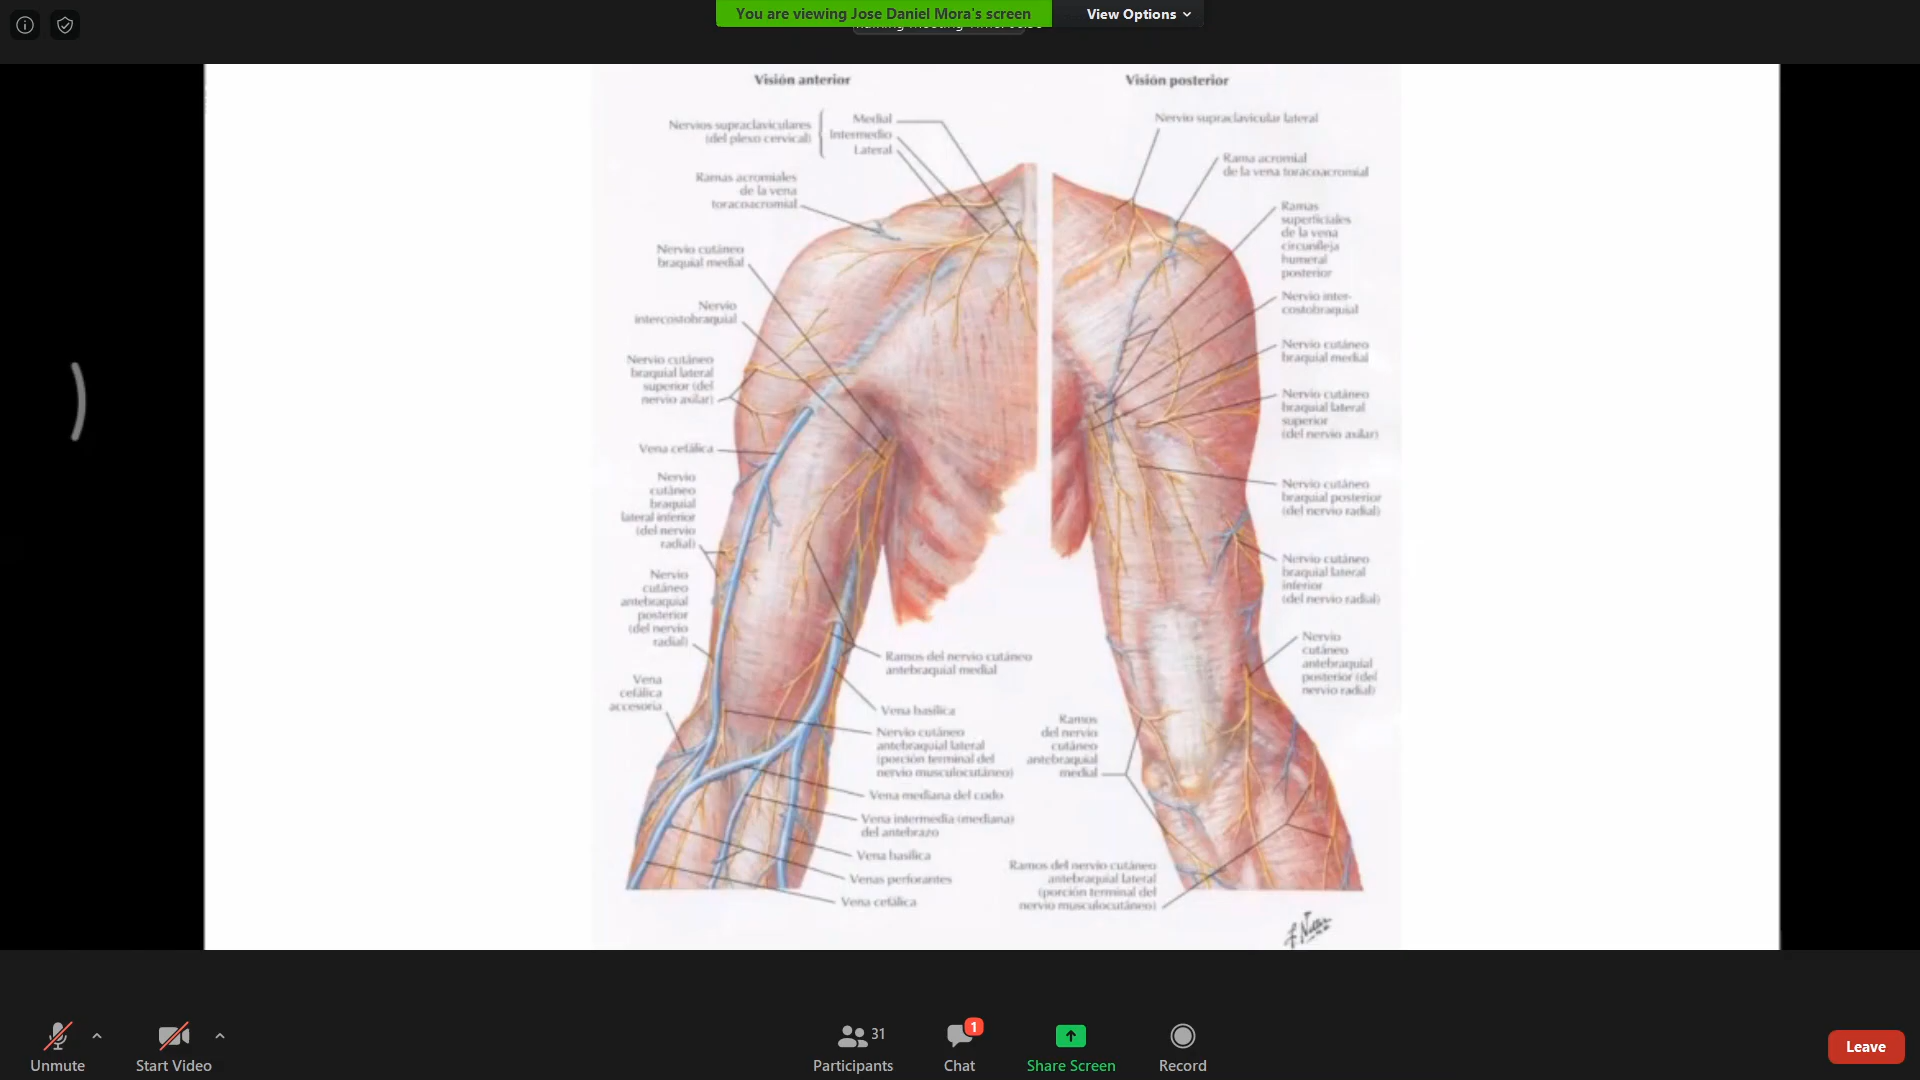 You are viewing Jose Daniel Mora's screen
View Options
Visión anterior
Visión posterior
Nervios supraclaviculares
(del plexo cervical)
Medial
Intermedio
Lateral
Ramas acromiales
de la vena
toracoacromial
Nervio cutáneo
braquial medial
Nervio
intercostobraquial
Nervio cutáneo
braquial lateral
superior (del
nervio axilar)
Vena cefálica
Nervio
cutáneo
braquial
lateral inferior
(del nervio
radial)
Nervio
cutáneo
antebraquial
posterior
(del nervio
radial)
Vena
cefálica
accesoria
Ramos del nervio cutáneo
antebraquial medial
Vena basílica
Nervio cutáneo
antebraquial lateral
(porción terminal del
nervio musculocutáneo)
Vena mediana del codo
Vena intermedia (mediana)
del antebrazo
Vena basílica
Venas perforantes
Vena cefálica
Nervio supraclavicular lateral
Rama acromial
de la vena toracoacromial
Ramas
superficiales
de la vena
circunfleja
humeral
posterior
Nervio inter-
costobraquial
Nervio cutáneo
braquial medial
Nervio cutáneo
braquial lateral
superior
(del nervio axilar)
Nervio cutáneo
braquial posterior
(del nervio radial)
Nervio cutáneo
braquial lateral
inferior
(del nervio radial)
Nervio
cutáneo
antebraquial
posterior (del
nervio radial)
Ramos
del nervio
cutáneo
antebraquial
medial
Ramos del nervio cutáneo
antebraquial lateral
(porción terminal del
nervio musculocutáneo)
Unmute
Start Video
31
Participants
1
Chat
Share Screen
Record
Leave